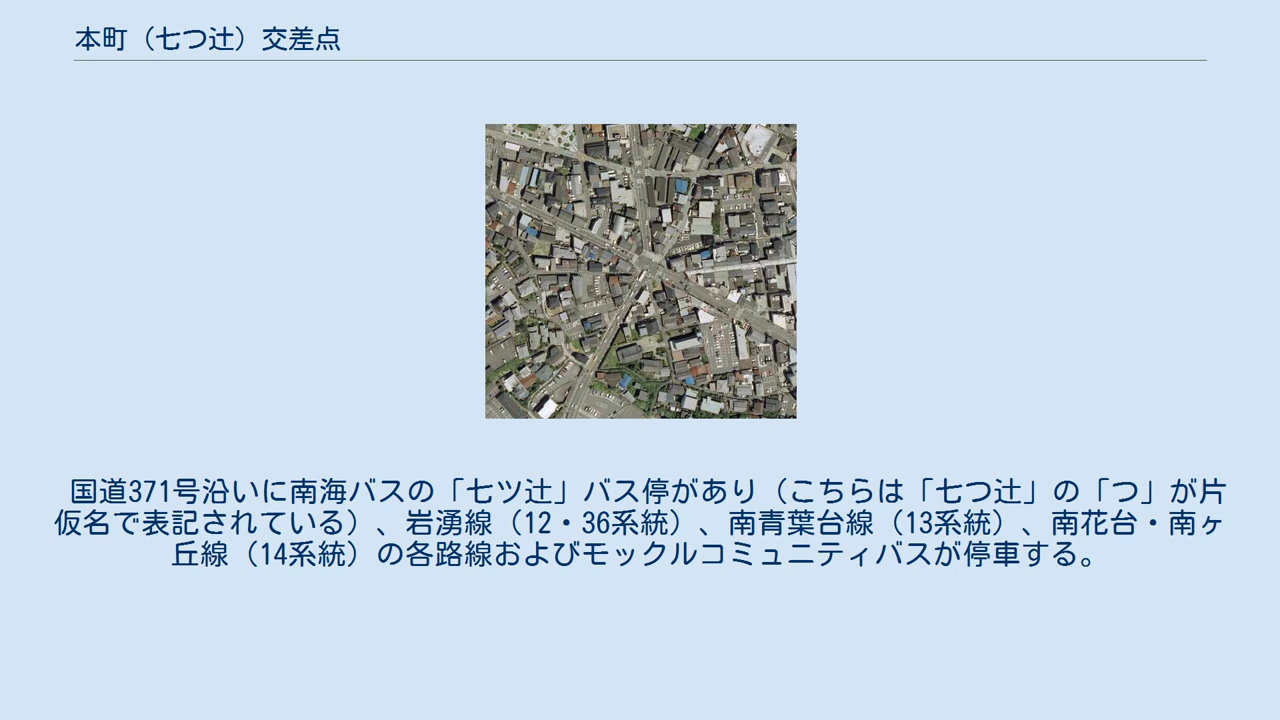 本町（七つ辻）交差点
国道371号沿いに南海バスの「七ツ辻」バス停があり（こちらは「七つ辻」の「つ」が片
仮名で表記されている）、岩湧線（12・36系統）、南青葉台線（13系統）、南花台・南ヶ
丘線（14系統）の各路線およびモックルコミュニティバスが停車する。